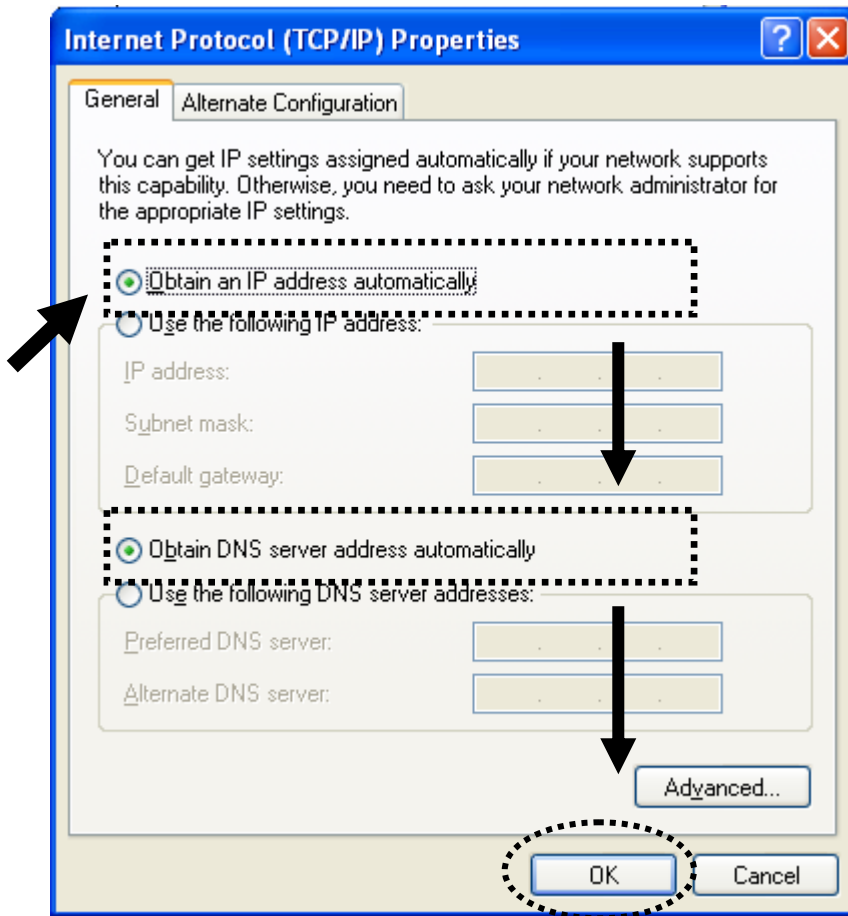 Internet Protocol (TCP/IP) Properties
General
Alternate Configuration
You can get IP settings assigned automatically if your network supports
this capability. Otherwise, you need to ask your network administrator for
the appropriate IP settings.
Obtain an IP address automatically
Use the following IP address:
IP address:
Subnet mask:
Default gateway:
Obtain DNS server address automatically
Use the following DNS server addresses:
Preferred DNS server:
Alternate DNS server:
Advanced...
OK
Cancel